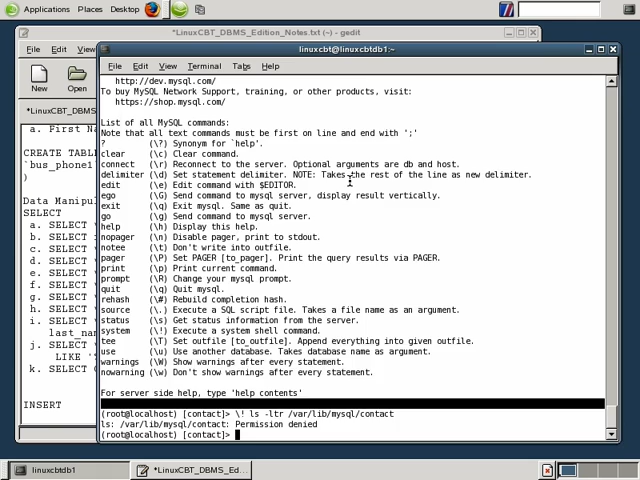 Applications Places Desktop
*LinuxCBT_DBMS_Edition_Notes.txt (~) - gedit
File Edit
New Open
*LinuxCBT_DBMS
a. First Na
CREATE TABLE
`bus_phone1`
)
Data Manipul
SELECT
a. SELECT
b. SELECT
c. SELECT
d. SELECT
e. SELECT
f. SELECT
g. SELECT
h. SELECT
i. SELECT
last_nam
j. SELECT
LIKE 'S
k. SELECT
INSERT
linuxcbt@linuxcbtdb1:~
File Edit View Terminal Tabs Help
http://dev.mysql.com/
To buy MySQL Network Support, training, or other products, visit:
https://shop.mysql.com/
List of all MySQL commands:
Note that all text commands must be first on line and end with ';'
? (\?) Synonym for `help'.
clear (\c) Clear command.
connect (\r) Reconnect to the server. Optional arguments are db and host.
delimiter (\d) Set statement delimiter. NOTE: Takes the rest of the line as new delimiter.
edit (\e) Edit command with $EDITOR.
ego (\G) Send command to mysql server, display result vertically.
exit (\q) Exit mysql. Same as quit.
go (\g) Send command to mysql server.
help (\h) Display this help.
nopager (\n) Disable pager, print to stdout.
notee (\t) Don't write into outfile.
pager (\P) Set PAGER [to_pager]. Print the query results via PAGER.
print (\p) Print current command.
prompt (\R) Change your mysql prompt.
quit (\q) Quit mysql.
rehash (\#) Rebuild completion hash.
source (\.) Execute a SQL script file. Takes a file name as an argument.
status (\s) Get status information from the server.
system (\!) Execute a system shell command.
tee (\T) Set outfile [to_outfile]. Append everything into given outfile.
use (\u) Use another database. Takes database name as argument.
warnings (\W) Show warnings after every statement.
nowarning (\w) Don't show warnings after every statement.
For server side help, type 'help contents'
(root@localhost) [contact]> \! ls -ltr /var/lib/mysql/contact
ls: /var/lib/mysql/contact: Permission denied
(root@localhost) [contact]>
linuxcbtdb1 *LinuxCBT_DBMS_Ed...